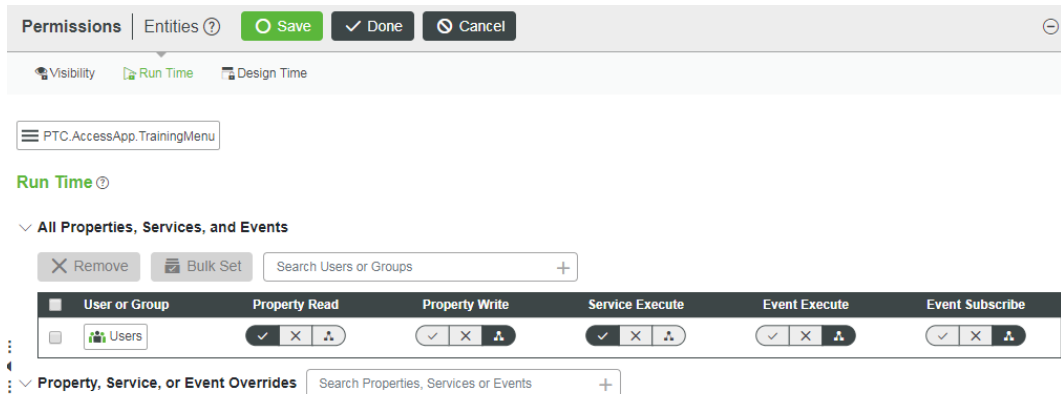 Permissions Entities ? Save Done Cancel
Visibility Run Time Design Time
PTC.AccessApp.TrainingMenu
Run Time ?
All Properties, Services, and Events
Remove Bulk Set Search Users or Groups
User or Group Property Read Property Write Service Execute Event Execute Event Subscribe
Users
Property, Service, or Event Overrides Search Properties, Services or Events